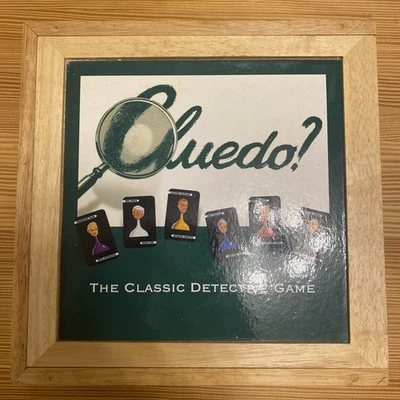 Cluedo?
THE CLASSIC DETECTIVE GAME